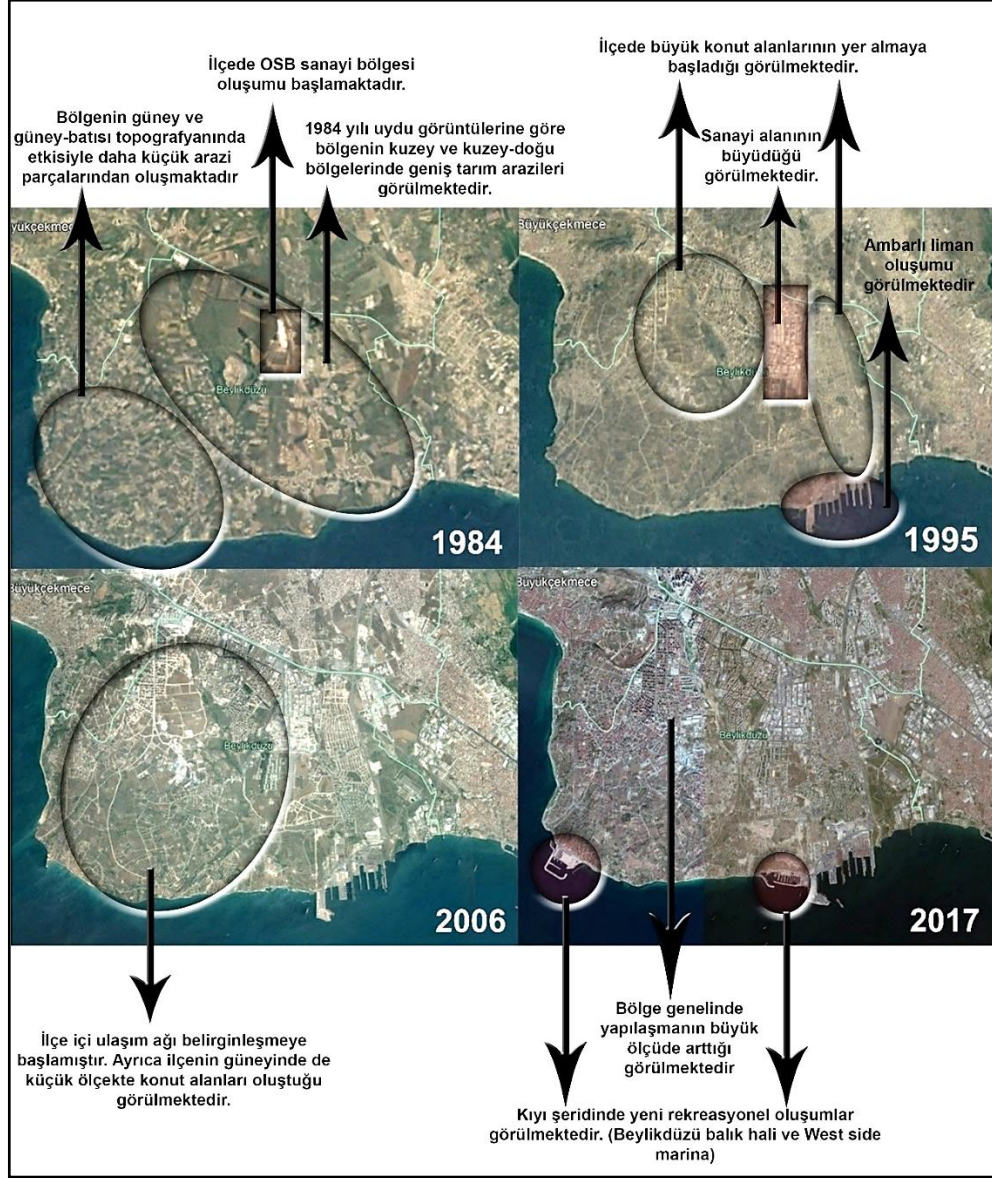 İlçede OSB sanayi bölgesi
oluşumu başlamaktadır.
Bölgenin güney ve
güney-batısı topografyanında
etkisiyle daha küçük arazi
parçalarından oluşmaktadır
1984 yılı uydu görüntülerine göre
bölgenin kuzey ve kuzey-doğu
bölgelerinde geniş tarım arazileri
görülmektedir.
İlçede büyük konut alanlarının yer almaya
başladığı görülmektedir.
Sanayi alanının
büyüdüğü
görülmektedir.
Ambarlı liman
oluşumu
görülmektedir
Büyükçekmece
Beylikdüzü
1984
Büyükçekmece
1995
Büyükçekmece
Beylikdüzü
2006
Büyükçekmece
Beylikdüzü
2017
İlçe içi ulaşım ağı belirginleşmeye
başlamıştır. Ayrıca ilçenin güneyinde de
küçük ölçekte konut alanları oluştuğu
görülmektedir.
Bölge genelinde
yapılaşmanın büyük
ölçüde arttığı
görülmektedir
Kıyı şeridinde yeni rekreasyonel oluşumlar
görülmektedir. (Beylikdüzü balık hali ve West side
marina)